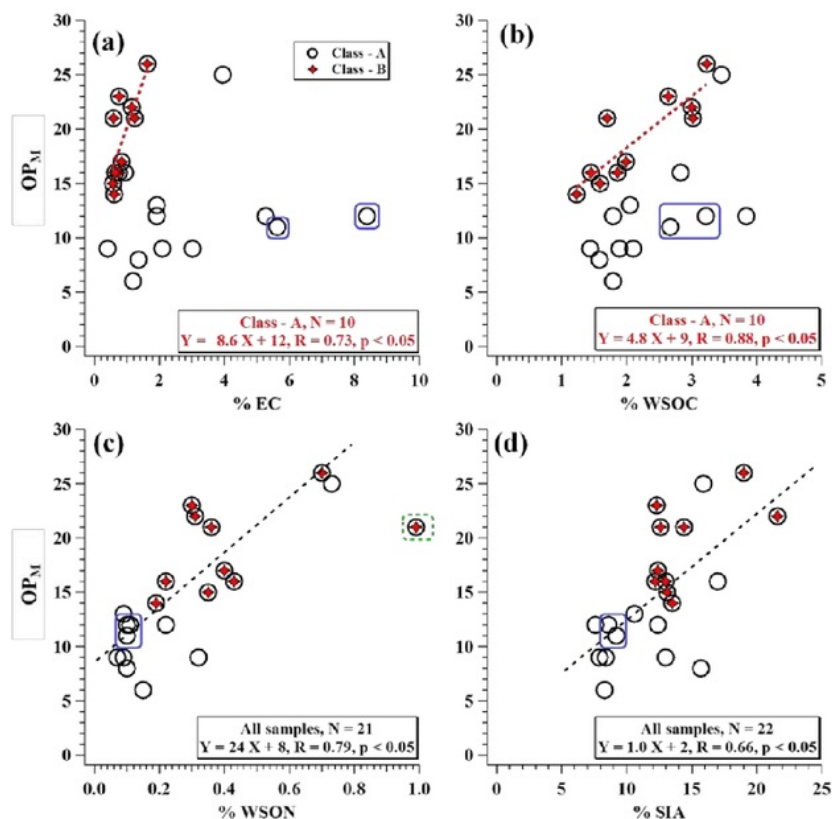 (a)
Class - A
Class - B
Class - A, N = 10
Y = 8.6 X + 12, R = 0.73, p < 0.05
OP_M
30
25
20
15
10
5
0
0 2 4 6 8 10
% EC
(b)
Class - A, N = 10
Y = 4.8 X + 9, R = 0.88, p < 0.05
30
25
20
15
10
5
0
0 1 2 3 4 5
% WSOC
(c)
All samples, N = 21
Y = 24 X + 8, R = 0.79, p < 0.05
OP_M
30
25
20
15
10
5
0
0.0 0.2 0.4 0.6 0.8 1.0
% WSON
(d)
All samples, N = 22
Y = 1.0 X + 2, R = 0.66, p < 0.05
30
25
20
15
10
5
0
0 5 10 15 20 25
% SIA